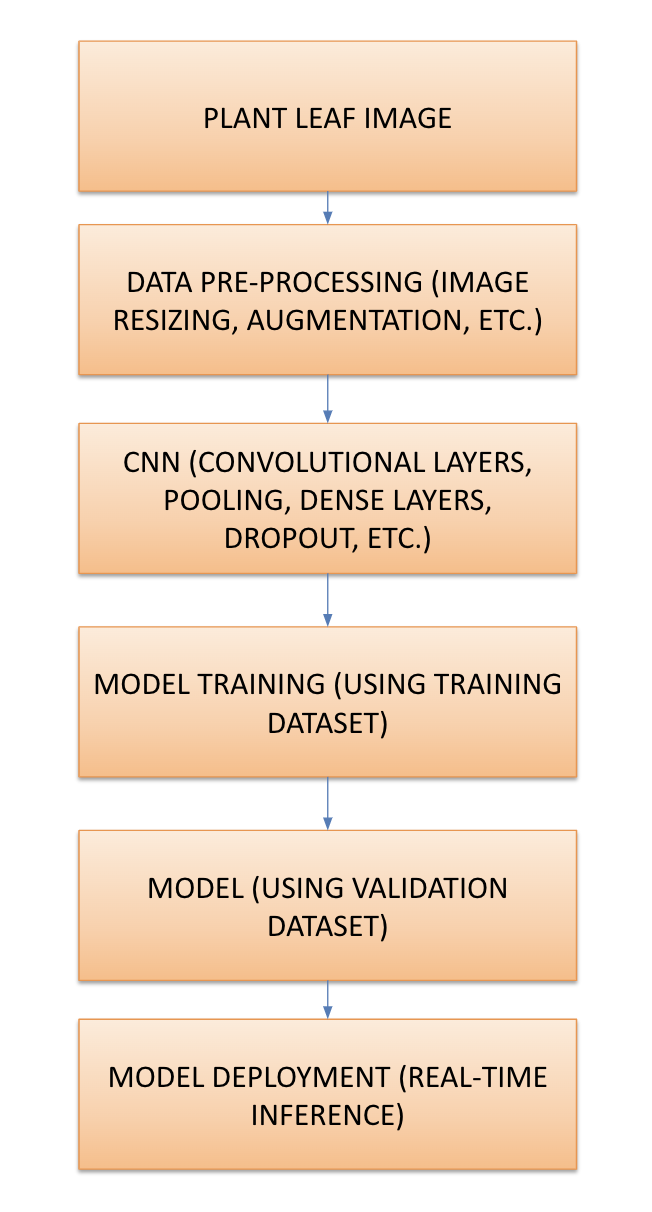 PLANT LEAF IMAGE
DATA PRE-PROCESSING (IMAGE
RESIZING, AUGMENTATION, ETC.)
CNN (CONVOLUTIONAL LAYERS,
POOLING, DENSE LAYERS,
DROPOUT, ETC.)
MODEL TRAINING (USING TRAINING
DATASET)
MODEL (USING VALIDATION
DATASET)
MODEL DEPLOYMENT (REAL-TIME
INFERENCE)